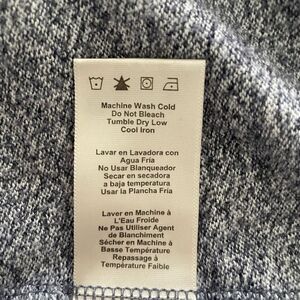 Machine Wash Cold
Do Not Bleach
Tumble Dry Low
Cool Iron
Lavar en Lavadora con
Agua Fría
No Usar Blanqueador
Secar en secadora
a baja temperatura
Usar la Plancha Fría
Laver en Machine à
L'Eau Froide
Ne Pas Utiliser Agent
de Blanchiment
Sécher en Machine à
Basse Température
Repassage à
Température Faible